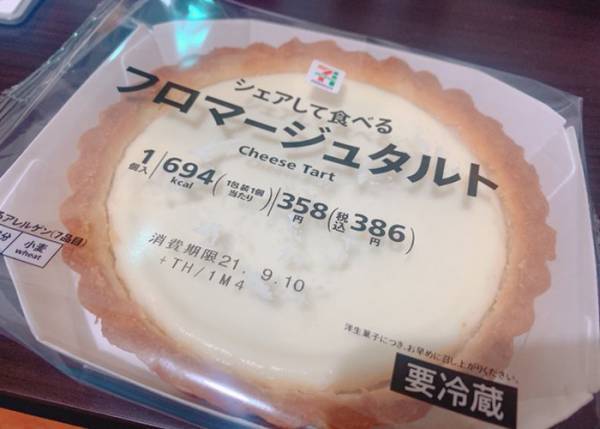 シェアして食べる
フロマージュタルト
Cheese Tart
1個入 694kcal(1包装1個当たり) 358円(税込386円)
アレルゲン(7品目)
小麦
wheat
消費期限21. 9.10
+TH/1M4
洋生菓子につき、お早めに召し上がりください。
要冷蔵